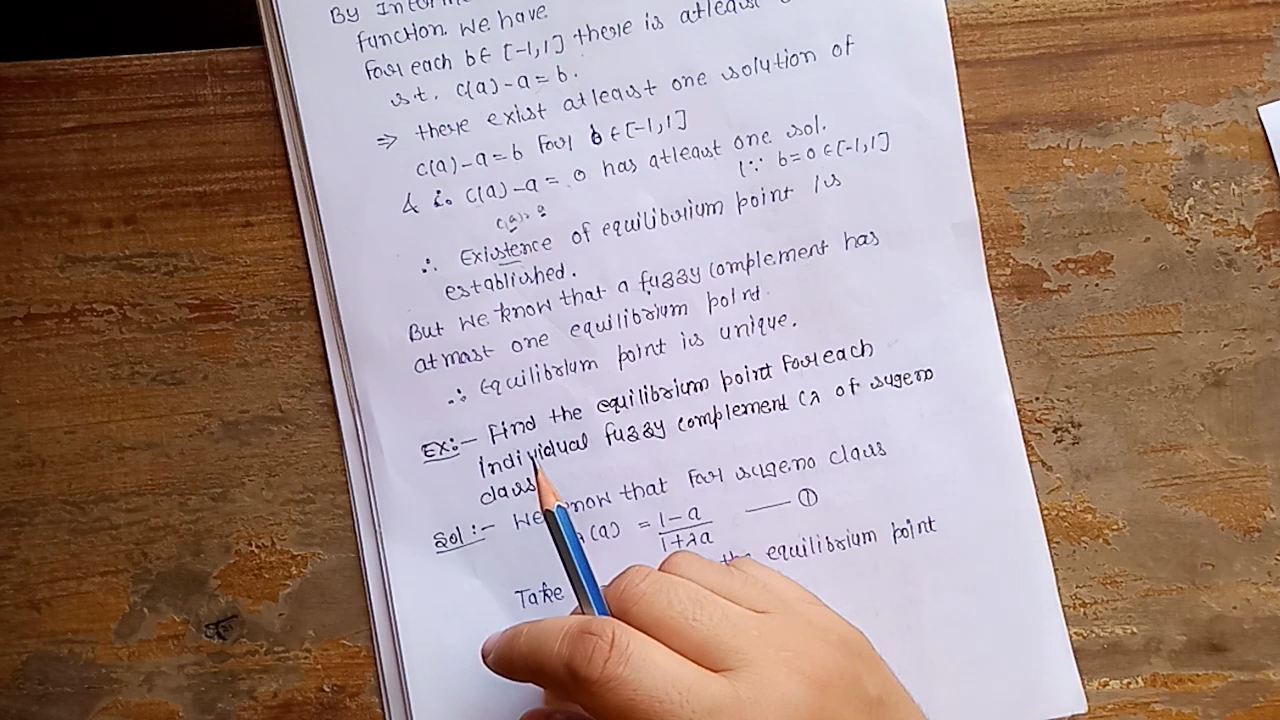 By
function. We have
for each b∈ [-1,1] there is atleast
s.t. c(a)-a = b.
⇒ there exist atleast one solution of
c(a)-a = b for b ∈ [-1,1]
& ∴ c(a)-a = 0 has atleast one sol.
(∵ b=0 ∈ [-1,1]
c(a)=a
∴ Existence of equilibrium point is
established.
But we know that a fuzzy complement has
atmost one equilibrium point.
∴ Equilibrium point is unique.
EX:- Find the equilibrium point for each
individual fuzzy complement Cλ of sugeno
class
Sol:- We know that for sugeno class
(a) = 1-a / 1+λa —— ①
Take the equilibrium point